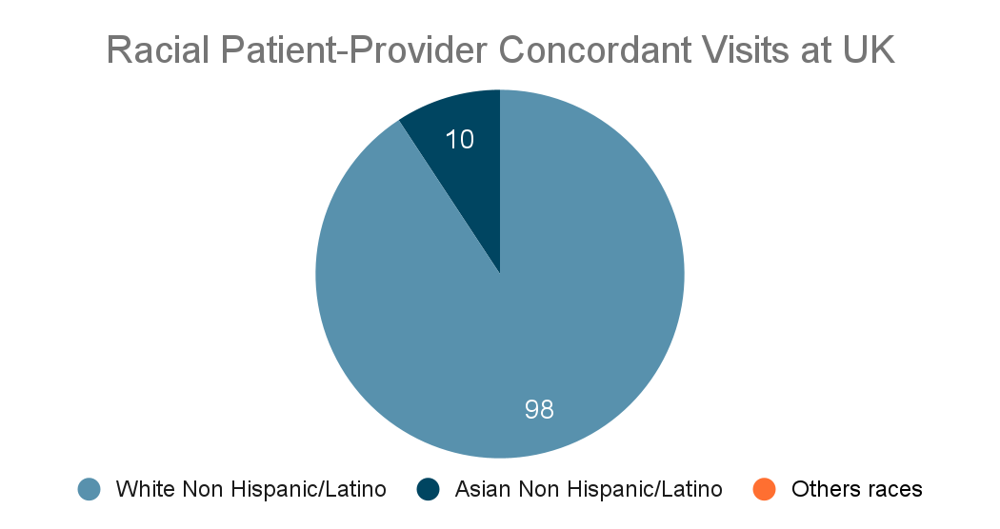 Racial Patient-Provider Concordant Visits at UK
10
98
White Non Hispanic/Latino
Asian Non Hispanic/Latino
Others races